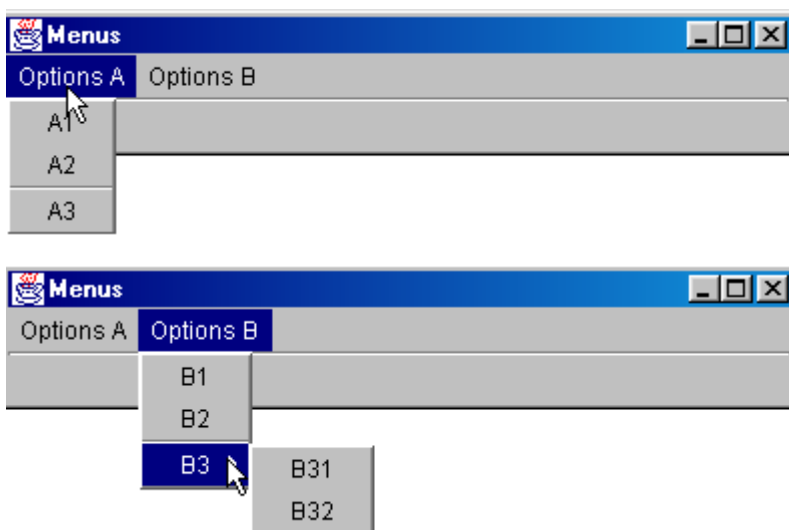 Menus
Options A Options B
A1
A2
A3
Menus
Options A Options B
B1
B2
B3 B31
B32